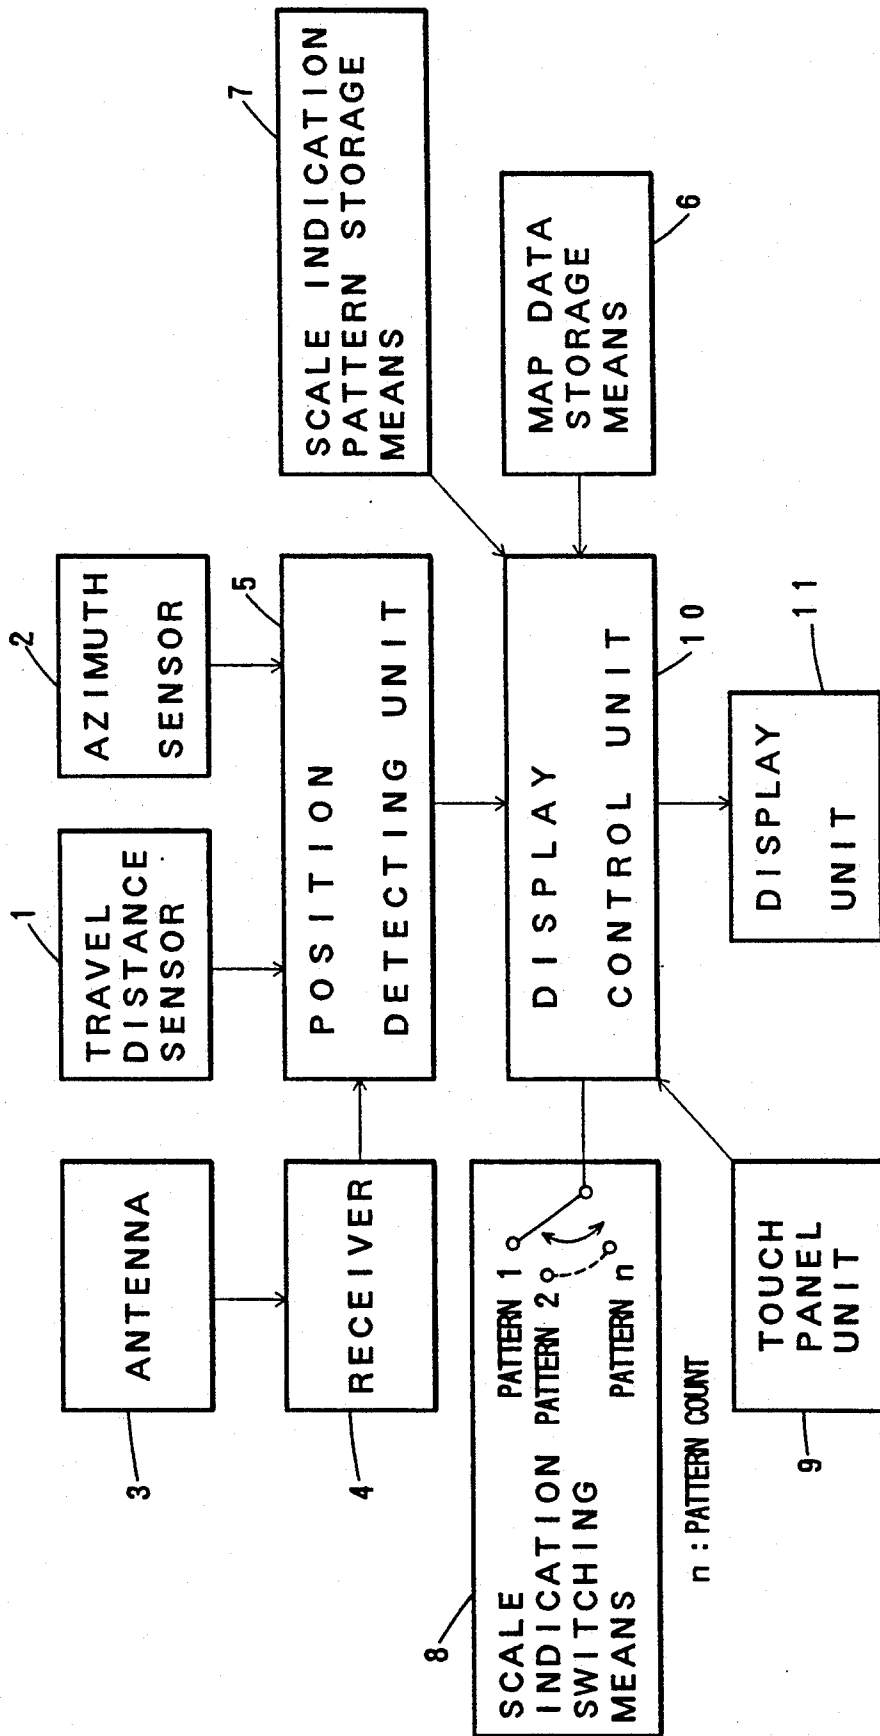 3
ANTENNA
1
TRAVEL
DISTANCE
SENSOR
2
AZIMUTH
SENSOR
4
RECEIVER
5
POSITION
DETECTING UNIT
7
SCALE INDICATION
PATTERN STORAGE
MEANS
8
SCALE
INDICATION
SWITCHING
MEANS
PATTERN 1
PATTERN 2
PATTERN n
n : PATTERN COUNT
DISPLAY
CONTROL UNIT
10
MAP DATA
STORAGE
MEANS
6
9
TOUCH
PANEL
UNIT
DISPLAY
UNIT
11